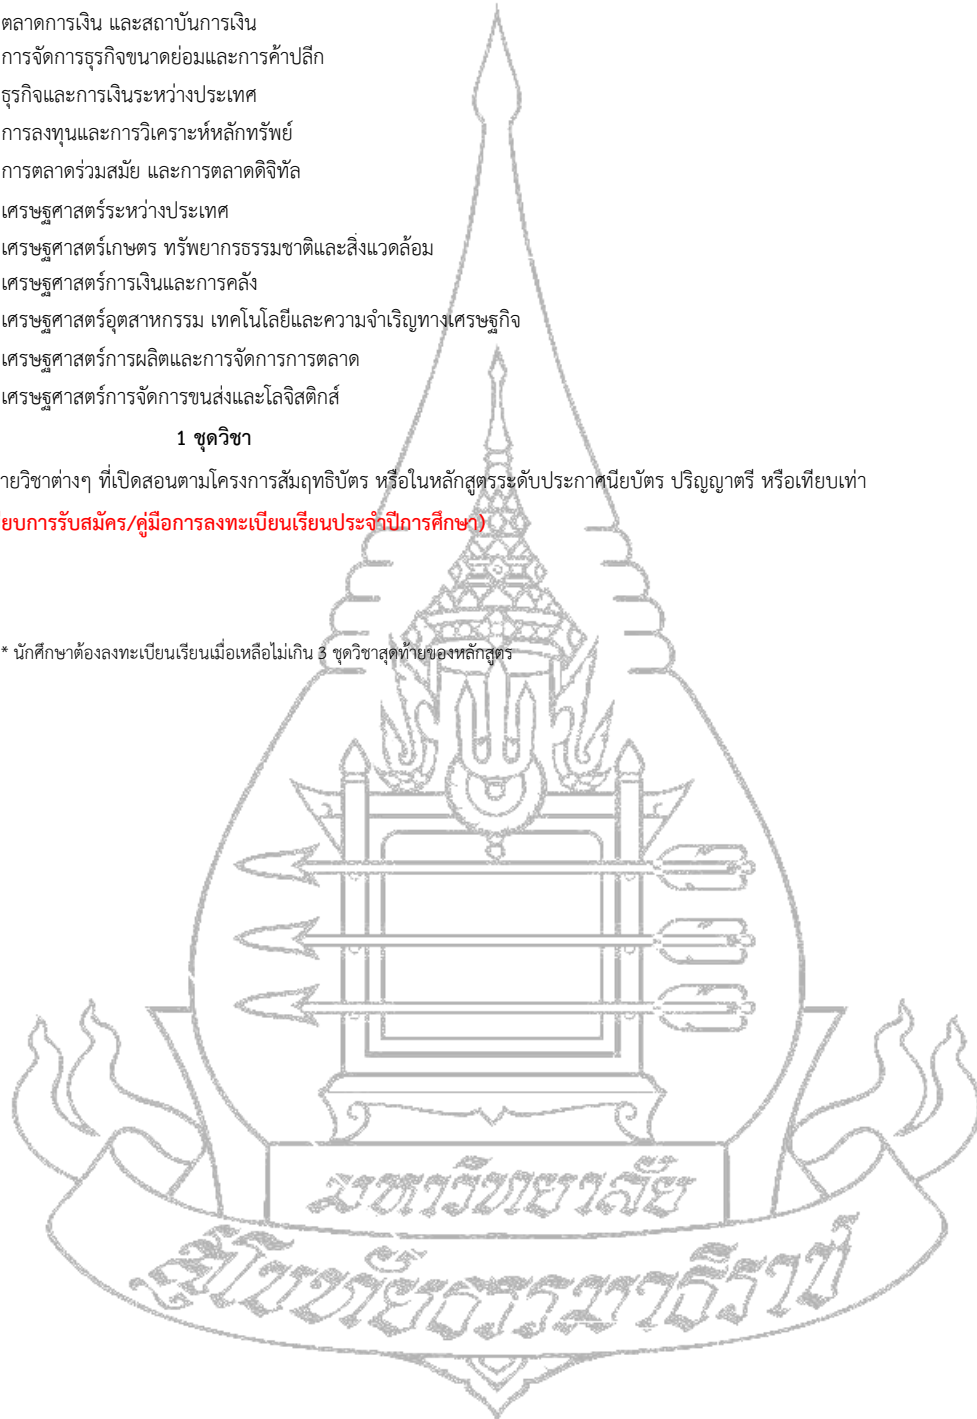 ตลาดการเงิน และสถาบันการเงิน
การจัดการธุรกิจขนาดย่อมและการค้าปลีก
ธุรกิจและการเงินระหว่างประเทศ
การลงทุนและการวิเคราะห์หลักทรัพย์
การตลาดร่วมสมัย และการตลาดดิจิทัล
เศรษฐศาสตร์ระหว่างประเทศ
เศรษฐศาสตร์เกษตร ทรัพยากรธรรมชาติและสิ่งแวดล้อม
เศรษฐศาสตร์การเงินและการคลัง
เศรษฐศาสตร์อุตสาหกรรม เทคโนโลยีและความจำเริญทางเศรษฐกิจ
เศรษฐศาสตร์การผลิตและการจัดการการตลาด
เศรษฐศาสตร์การจัดการขนส่งและโลจิสติกส์
1 ชุดวิชา
ายวิชาต่างๆ ที่เปิดสอนตามโครงการสัมฤทธิบัตร หรือในหลักสูตรระดับประกาศนียบัตร ปริญญาตรี หรือเทียบเท่า
ยบการรับสมัคร/คู่มือการลงทะเบียนเรียนประจำปีการศึกษา)
* นักศึกษาต้องลงทะเบียนเรียนเมื่อเหลือไม่เกิน 3 ชุดวิชาสุดท้ายของหลักสูตร
มหาวิทยาลัย
สุโขทัยธรรมาธิราช